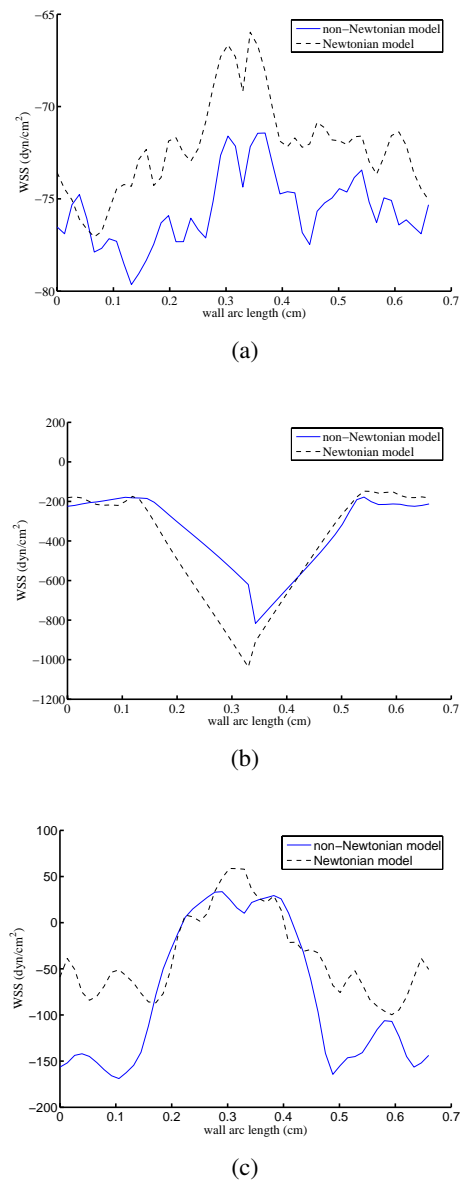 −65
−70
−75
−80
WSS (dyn/cm²)
non−Newtonian model
Newtonian model
0 0.1 0.2 0.3 0.4 0.5 0.6 0.7
wall arc length (cm)
(a)
200
0
−200
−400
−600
−800
−1000
−1200
WSS (dyn/cm²)
non−Newtonian model
Newtonian model
0 0.1 0.2 0.3 0.4 0.5 0.6 0.7
wall arc length (cm)
(b)
100
50
0
−50
−100
−150
−200
WSS (dyn/cm²)
non−Newtonian model
Newtonian model
0 0.1 0.2 0.3 0.4 0.5 0.6 0.7
wall arc length (cm)
(c)